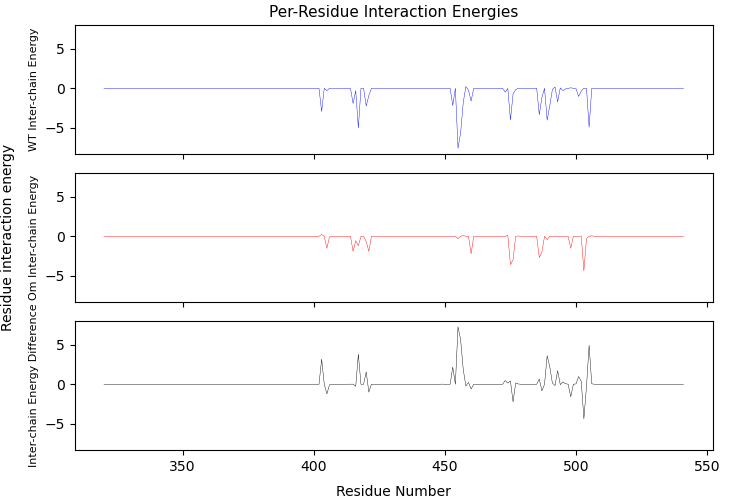 Per-Residue Interaction Energies
Residue interaction energy
WT Inter-chain Energy
5
0
−5
Om Inter-chain Energy
5
0
−5
Inter-chain Energy Difference
5
0
−5
350
400
450
500
550
Residue Number